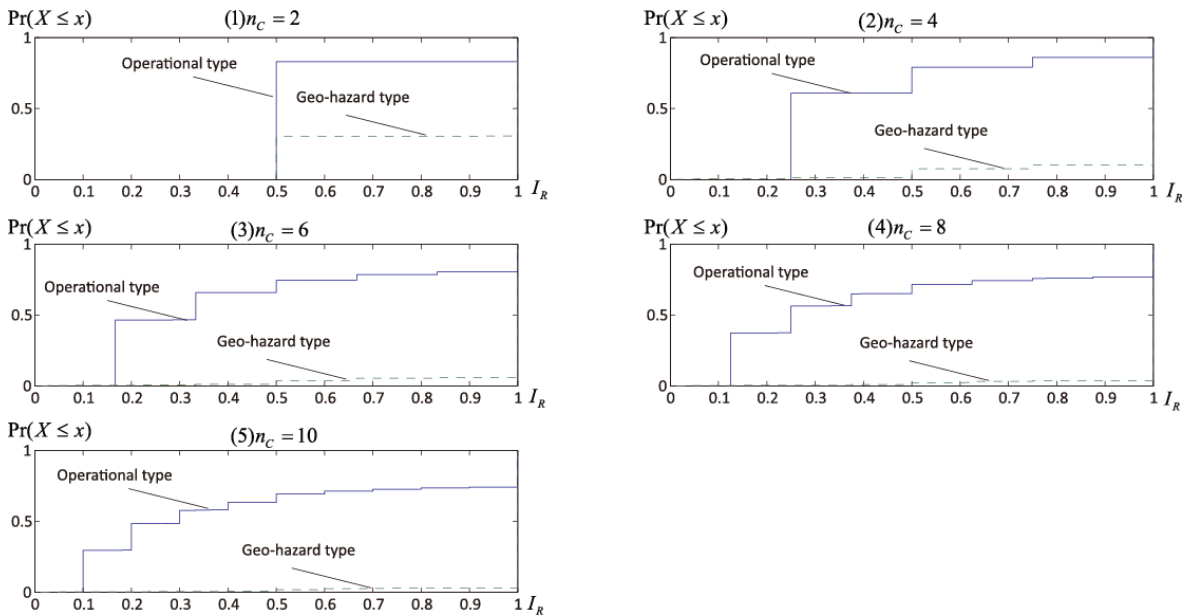 Pr(X ≤ x)
(1)n_C = 2
1
Operational type
Geo-hazard type
0.5
0
0 0.1 0.2 0.3 0.4 0.5 0.6 0.7 0.8 0.9 1 I_R
Pr(X ≤ x)
(2)n_C = 4
1
Operational type
0.5
Geo-hazard type
0
0 0.1 0.2 0.3 0.4 0.5 0.6 0.7 0.8 0.9 1 I_R
Pr(X ≤ x)
(3)n_C = 6
1
Operational type
0.5
Geo-hazard type
0
0 0.1 0.2 0.3 0.4 0.5 0.6 0.7 0.8 0.9 1 I_R
Pr(X ≤ x)
(4)n_C = 8
1
Operational type
0.5
Geo-hazard type
0
0 0.1 0.2 0.3 0.4 0.5 0.6 0.7 0.8 0.9 1 I_R
Pr(X ≤ x)
(5)n_C = 10
1
Operational type
0.5
Geo-hazard type
0
0 0.1 0.2 0.3 0.4 0.5 0.6 0.7 0.8 0.9 1 I_R